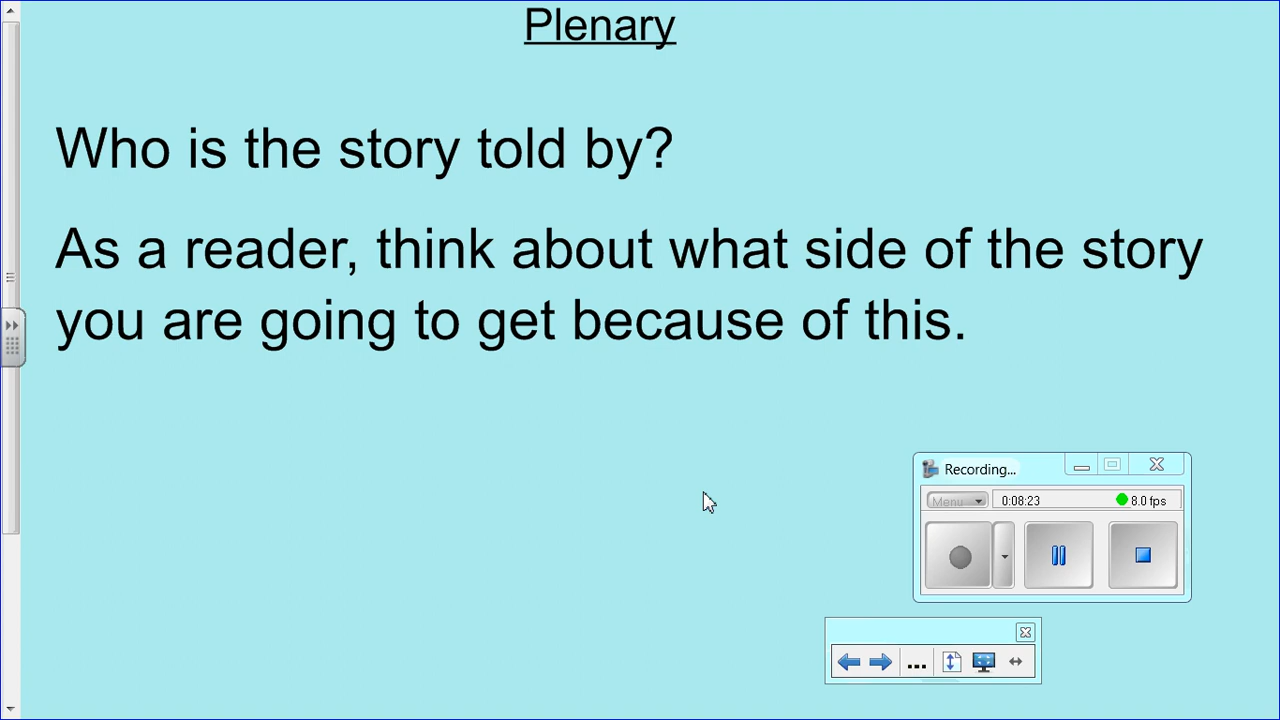 Plenary
Who is the story told by?
As a reader, think about what side of the story
you are going to get because of this.
Recording...
Menu
0:08:23
8.0 fps
...